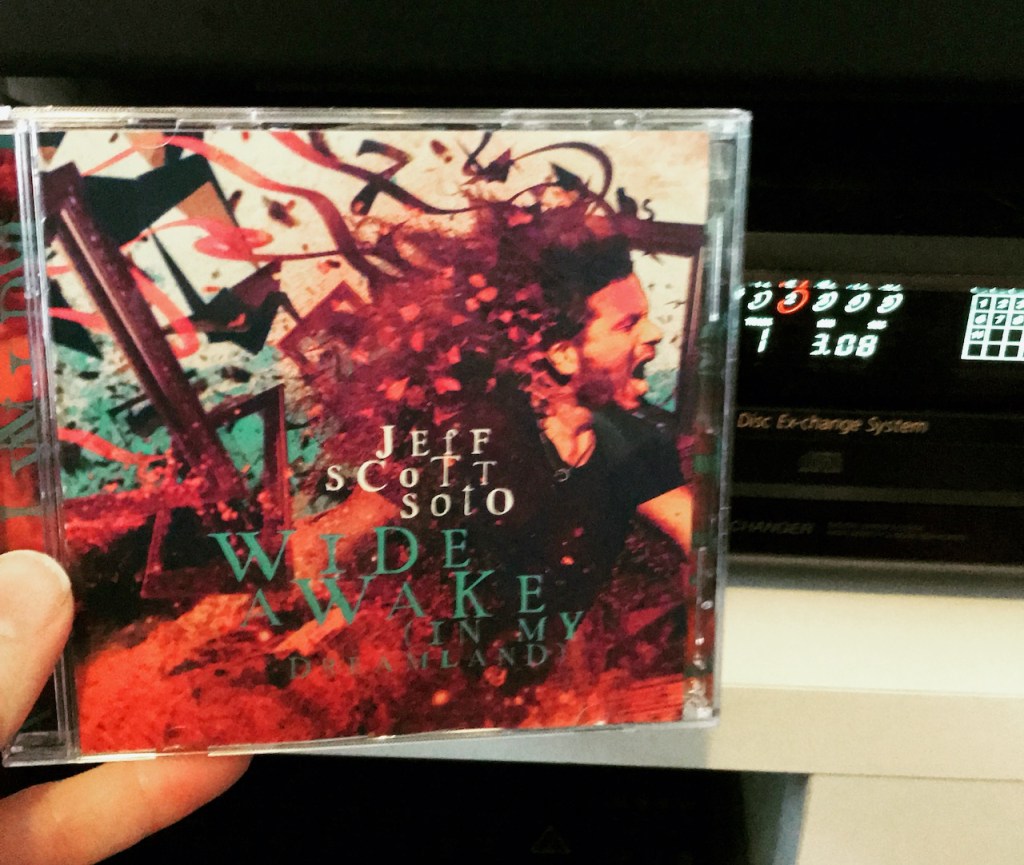 JEff
sCoTT
SotO
WIDE
aWaKE
(IN MY
DREAMLAND)
1 3.08
Disc Ex-change System
CHANGER